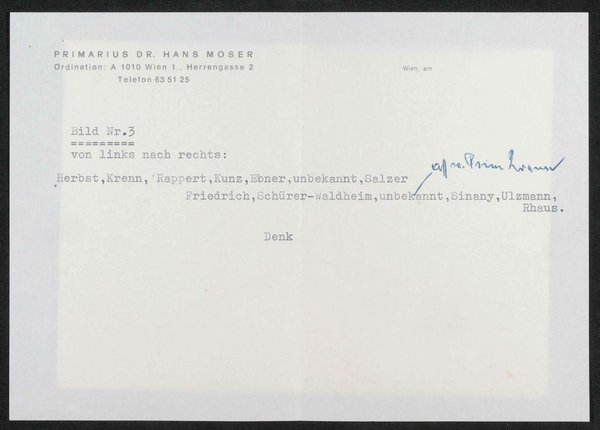 PRIMARIUS DR. HANS MOSER
Ordination: A 1010 Wien 1., Herrengasse 2
Telefon 63 51 25
Wien, am
Bild Nr.3
=========
von links nach rechts:
Herbst,Krenn,'Rappert,Kunz,Ebner,unbekannt,Salzer
Friedrich,Schürer-Waldheim,unbekannt,Sinany,Ulzmann,
Rhaus.
Denk